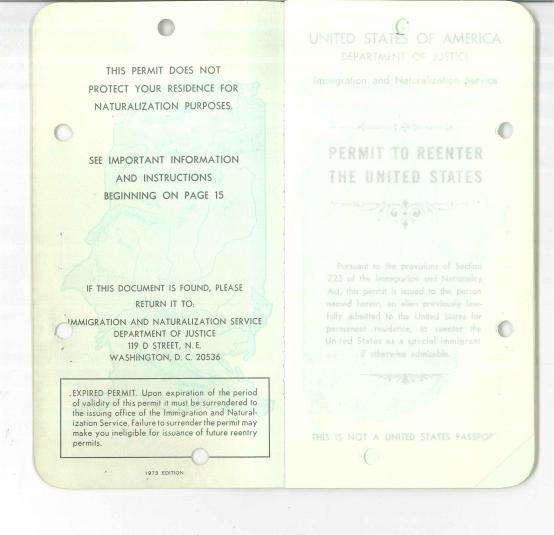 THIS PERMIT DOES NOT
PROTECT YOUR RESIDENCE FOR
NATURALIZATION PURPOSES.
SEE IMPORTANT INFORMATION
AND INSTRUCTIONS
BEGINNING ON PAGE 15
IF THIS DOCUMENT IS FOUND, PLEASE
RETURN IT TO:
IMMIGRATION AND NATURALIZATION SERVICE
DEPARTMENT OF JUSTICE
119 D STREET, N. E.
WASHINGTON, D. C. 20536
EXPIRED PERMIT. Upon expiration of the period
of validity of this permit it must be surrendered to
the issuing office of the Immigration and Natural-
ization Service. Failure to surrender the permit may
make you ineligible for issuance of future reentry
permits.
1973 EDITION
UNITED STATES OF AMERICA
DEPARTMENT OF JUSTICE
Immigration and Naturalization Service
PERMIT TO REENTER
THE UNITED STATES
Pursuant to the provisions of Section
223 of the Immigration and Nationality
Act, this permit is issued to the person
named herein, an alien previously law-
fully admitted to the United States for
permanent residence, to reenter the
United States as a special immigrant
if otherwise admissible.
THIS IS NOT A UNITED STATES PASSPOR